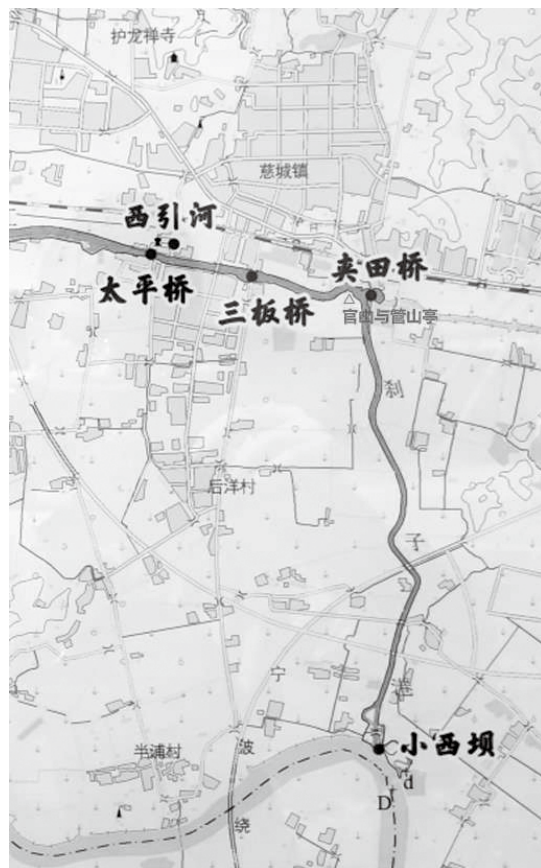 护龙禅寺
慈城镇
西引河
太平桥
三板桥
夹田桥
官山与管山亭
刹
子
港
后洋村
宁
波
绕
半浦村
小西坝
d
D